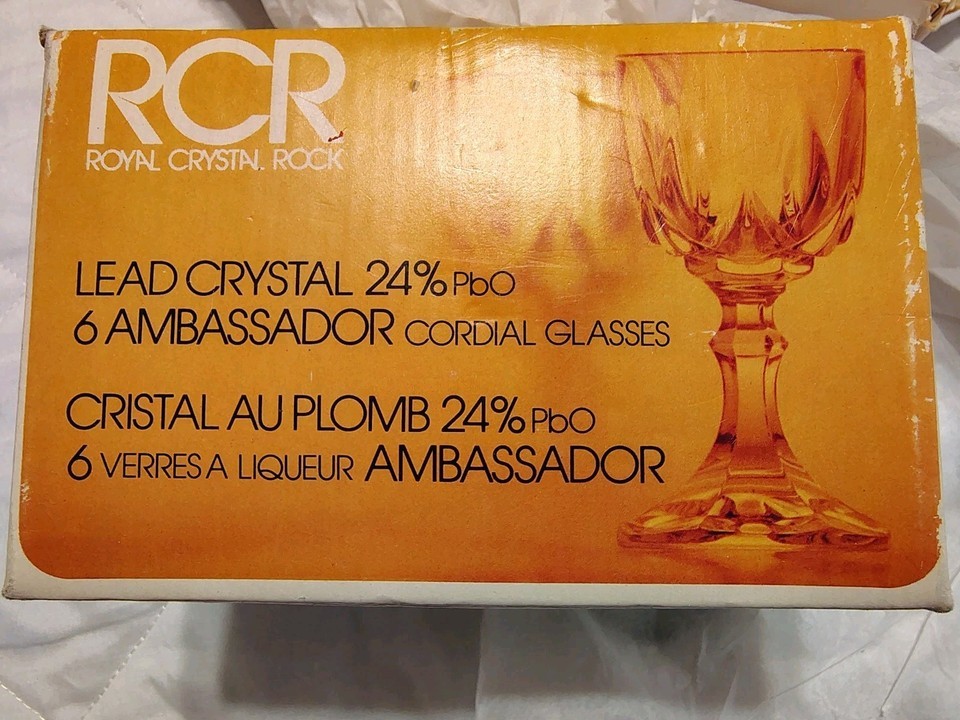 RCR
ROYAL CRYSTAL ROCK
LEAD CRYSTAL 24% PbO
6 AMBASSADOR CORDIAL GLASSES
CRISTAL AU PLOMB 24% PbO
6 VERRES A LIQUEUR AMBASSADOR